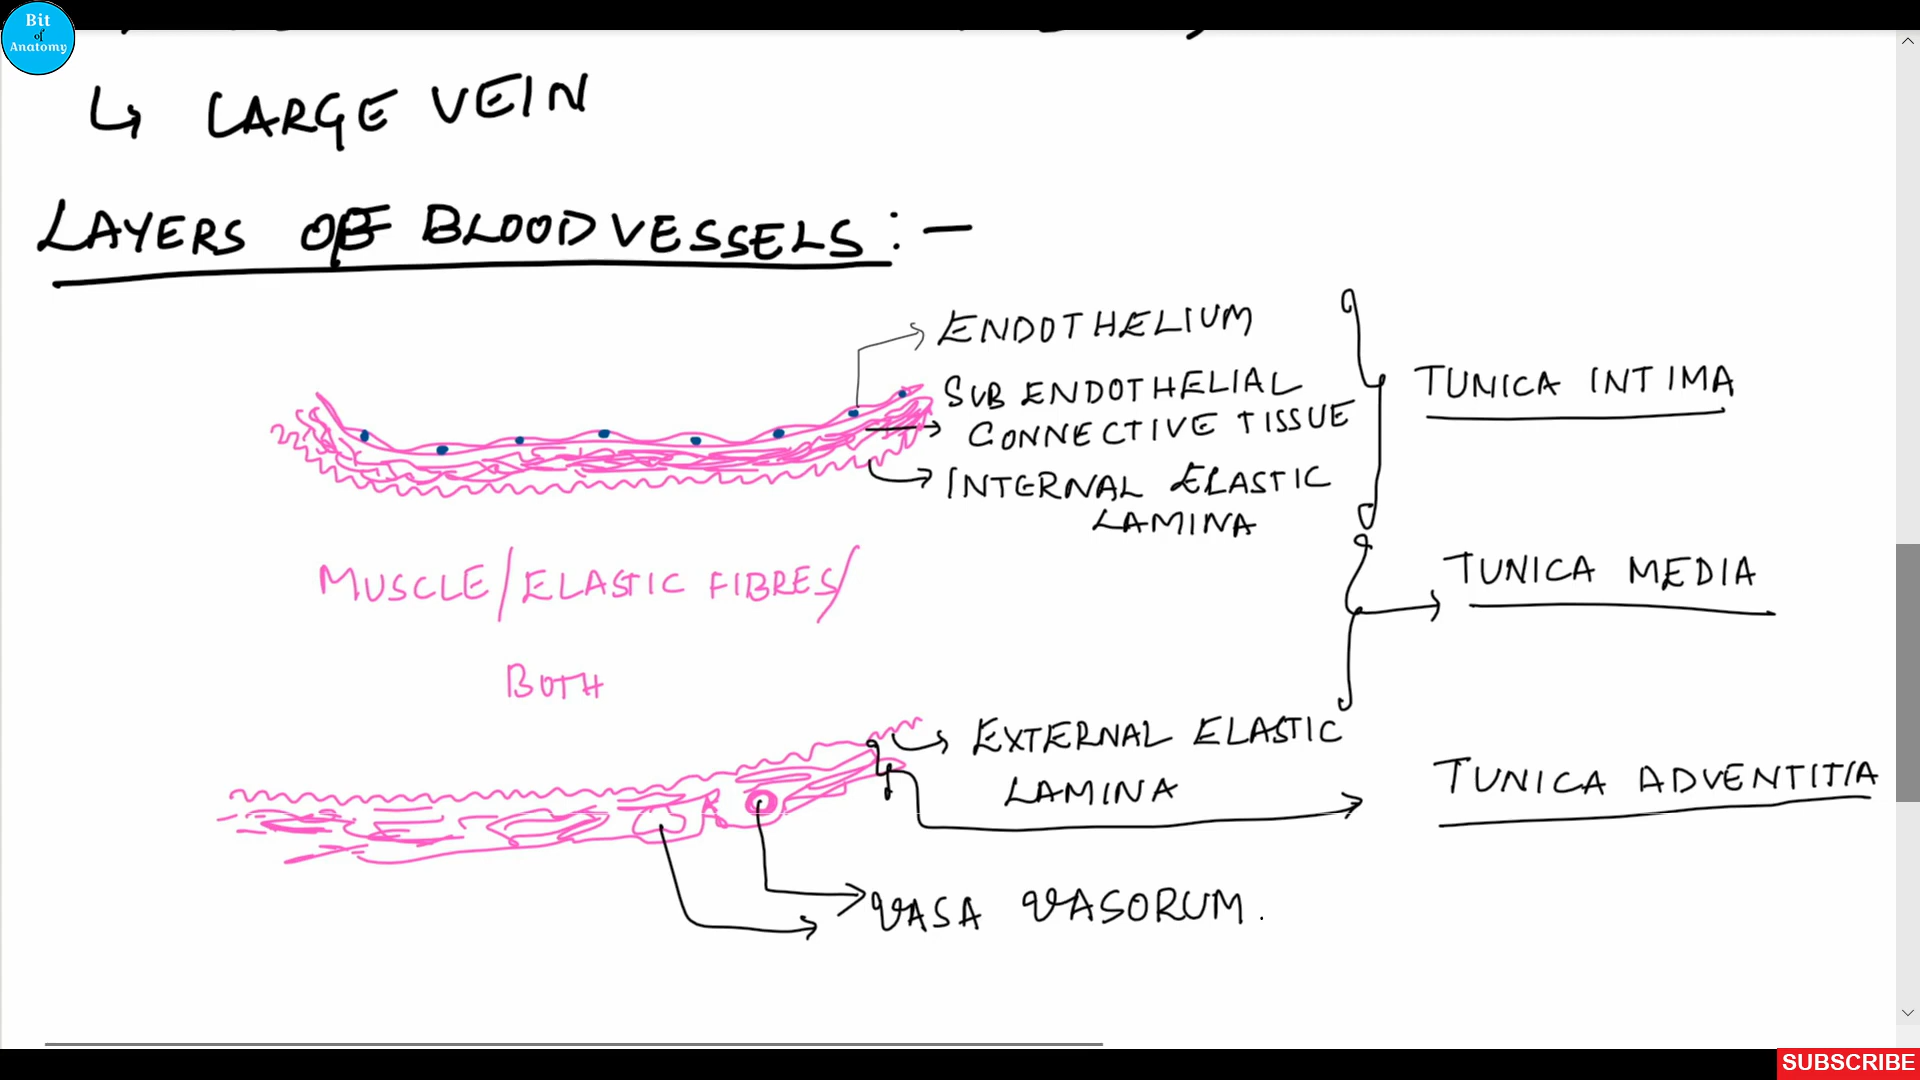 Bit
of
Anatomy
↳ LARGE VEIN
LAYERS OF BLOOD VESSELS :-
ENDOTHELIUM
SUB ENDOTHELIAL
CONNECTIVE TISSUE
TUNICA INTIMA
INTERNAL ELASTIC
LAMINA
MUSCLE/ELASTIC FIBRES/
BOTH
TUNICA MEDIA
EXTERNAL ELASTIC
LAMINA
TUNICA ADVENTITIA
VASA VASORUM.
SUBSCRIBE